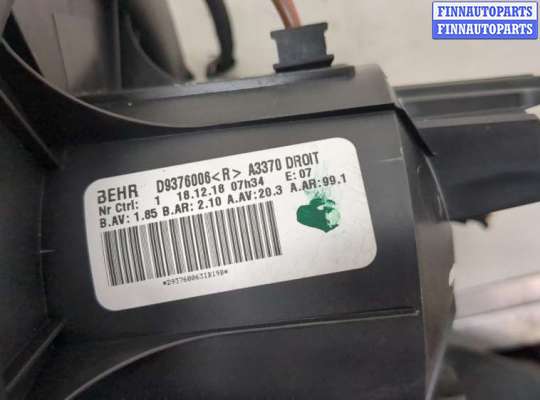 FINNAUTOPARTS
FINNAUTOPARTS
BEHR D9376006<R> A3370 DROIT
Nr Ctrl: 1 18.12.18 07h34 E:07
B.AV: 1.85 B.AR: 2.10 A.AV:20.3 A.AR:99.1
*D9376006313198*